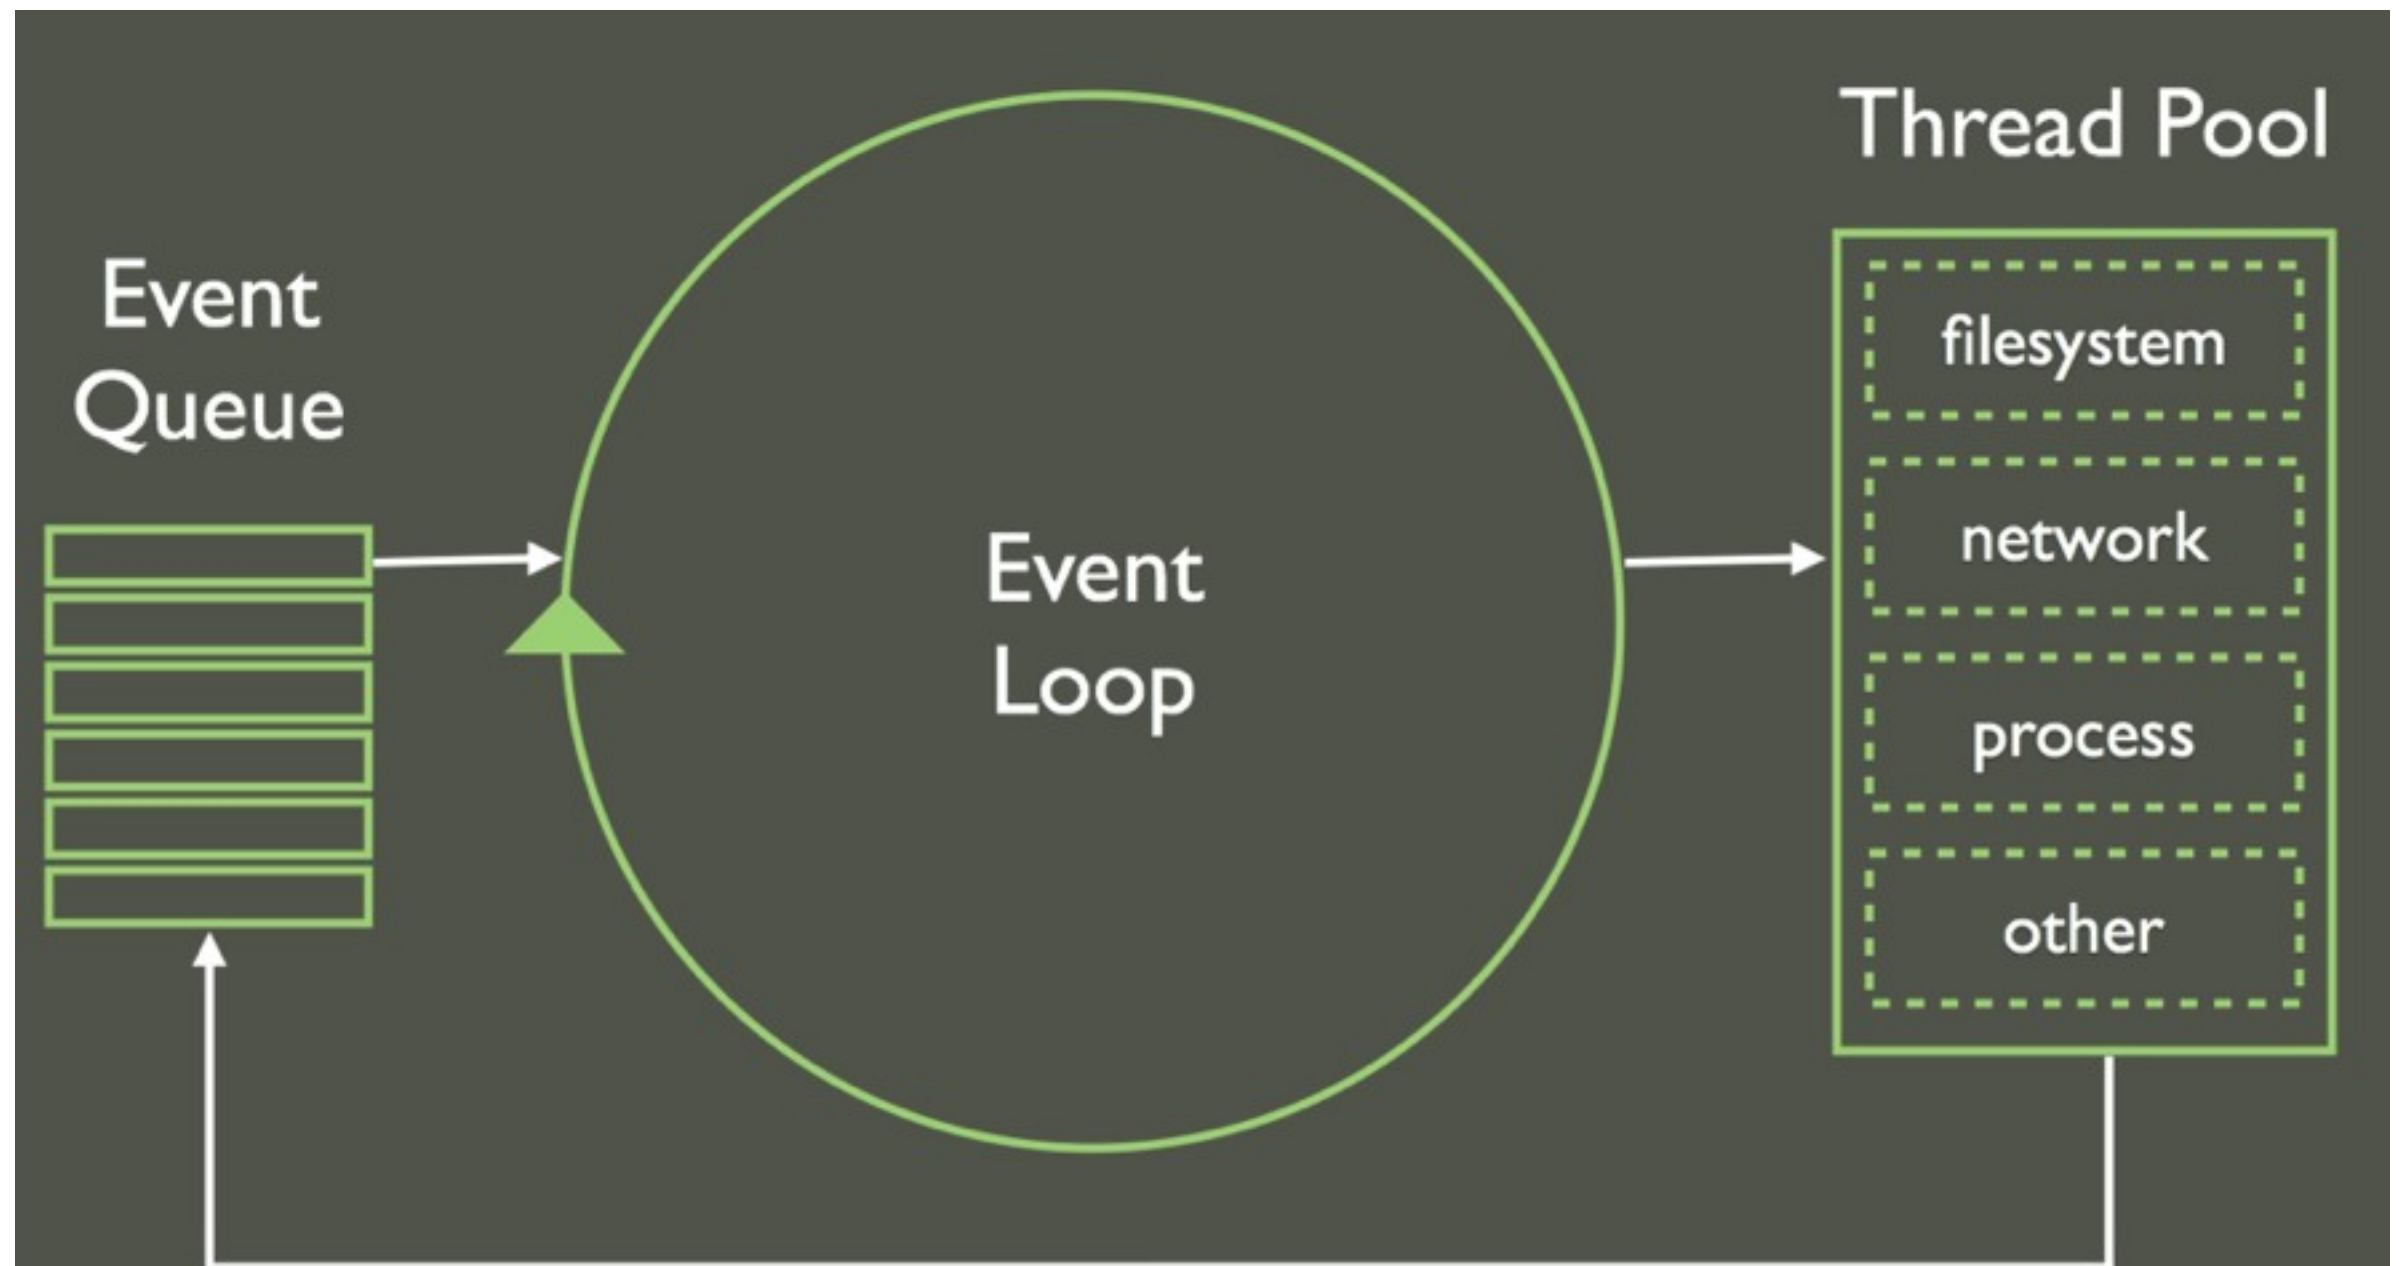 Event
Queue
Event
Loop
Thread Pool
filesystem
network
process
other